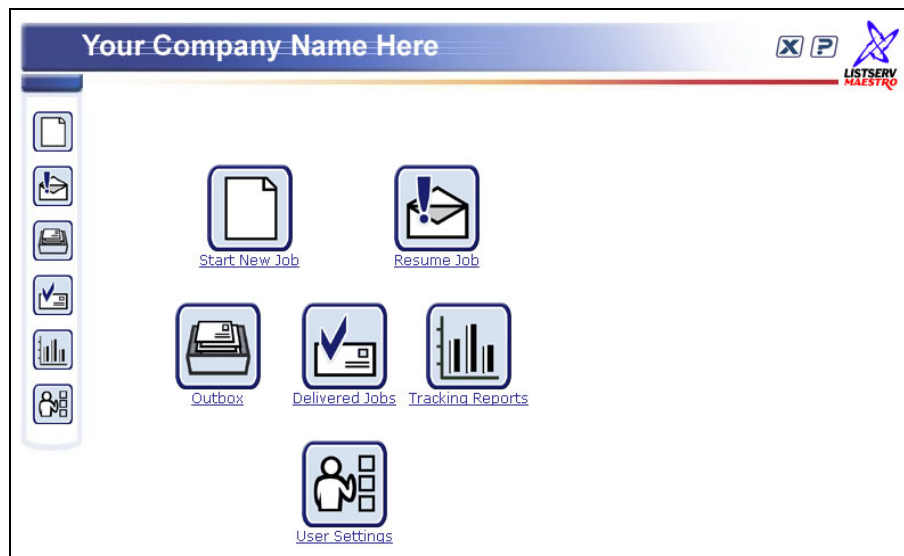 Your Company Name Here
LISTSERV
MAESTRO
Start New Job
Resume Job
Outbox
Delivered Jobs
Tracking Reports
User Settings